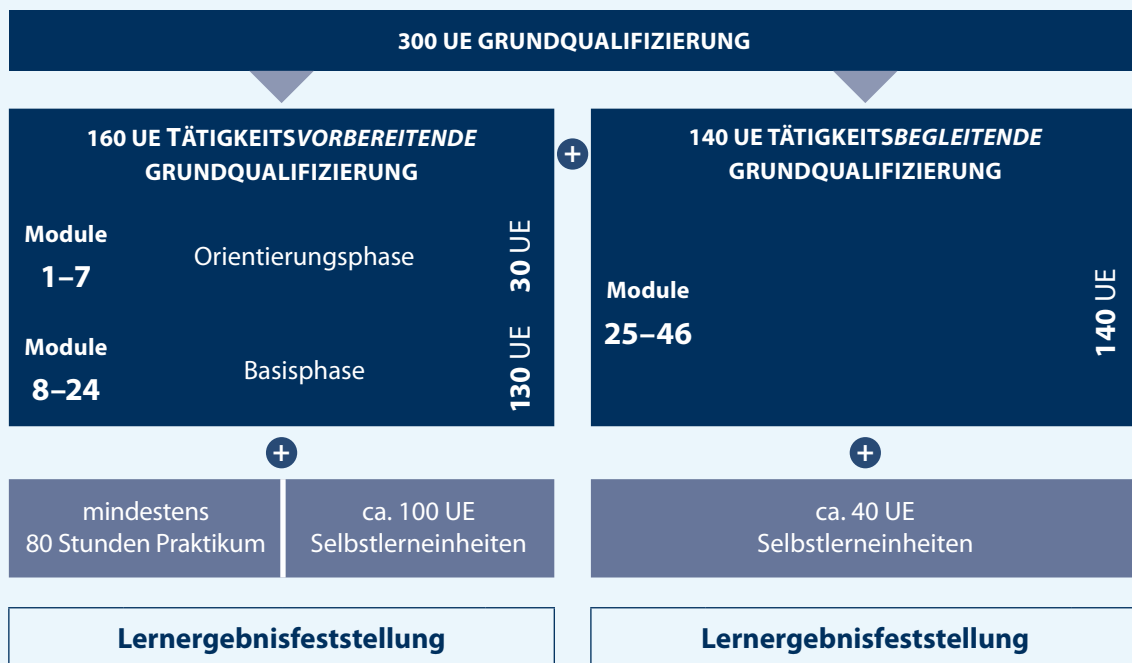 300 UE GRUNDQUALIFIZIERUNG
160 UE TÄTIGKEITSVORBEREITENDE
GRUNDQUALIFIZIERUNG
Module
1–7
Orientierungsphase
30 UE
Module
8–24
Basisphase
130 UE
140 UE TÄTIGKEITSBEGLEITENDE
GRUNDQUALIFIZIERUNG
Module
25–46
140 UE
mindestens
80 Stunden Praktikum
ca. 100 UE
Selbstlerneinheiten
ca. 40 UE
Selbstlerneinheiten
Lernergebnisfeststellung
Lernergebnisfeststellung